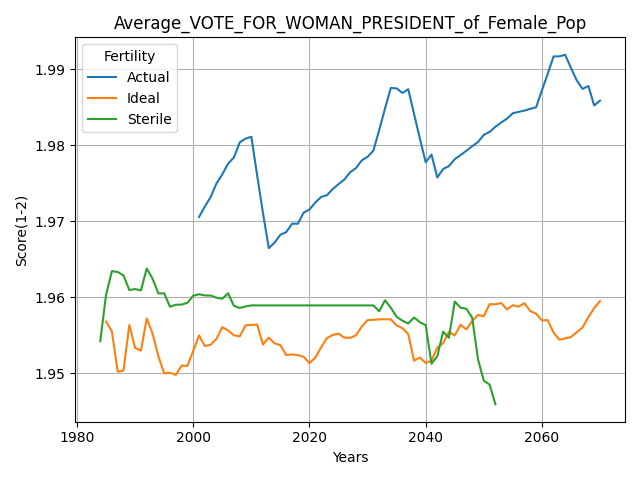 Average_VOTE_FOR_WOMAN_PRESIDENT_of_Female_Pop
Fertility
Actual
Ideal
Sterile
Score(1-2)
1.99
1.98
1.97
1.96
1.95
1980 2000 2020 2040 2060
Years